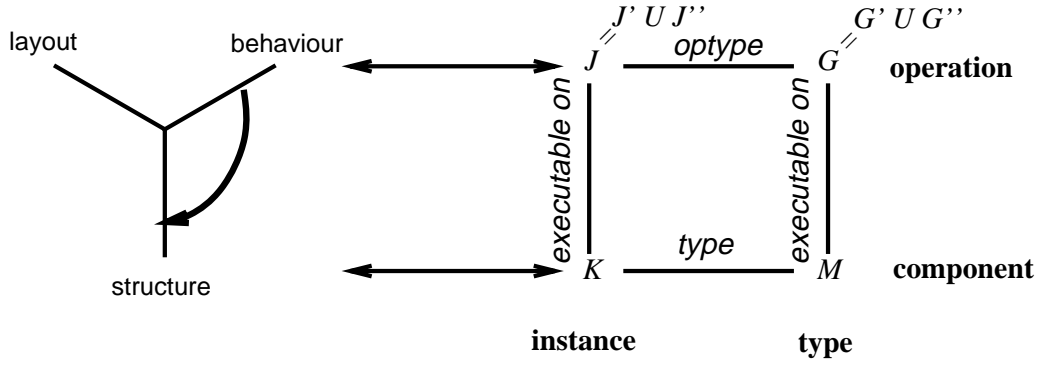 J' U J''
G' U G''
layout
behaviour
=
optype
=
J
G
operation
executable on
executable on
type
K
M
component
structure
instance
type